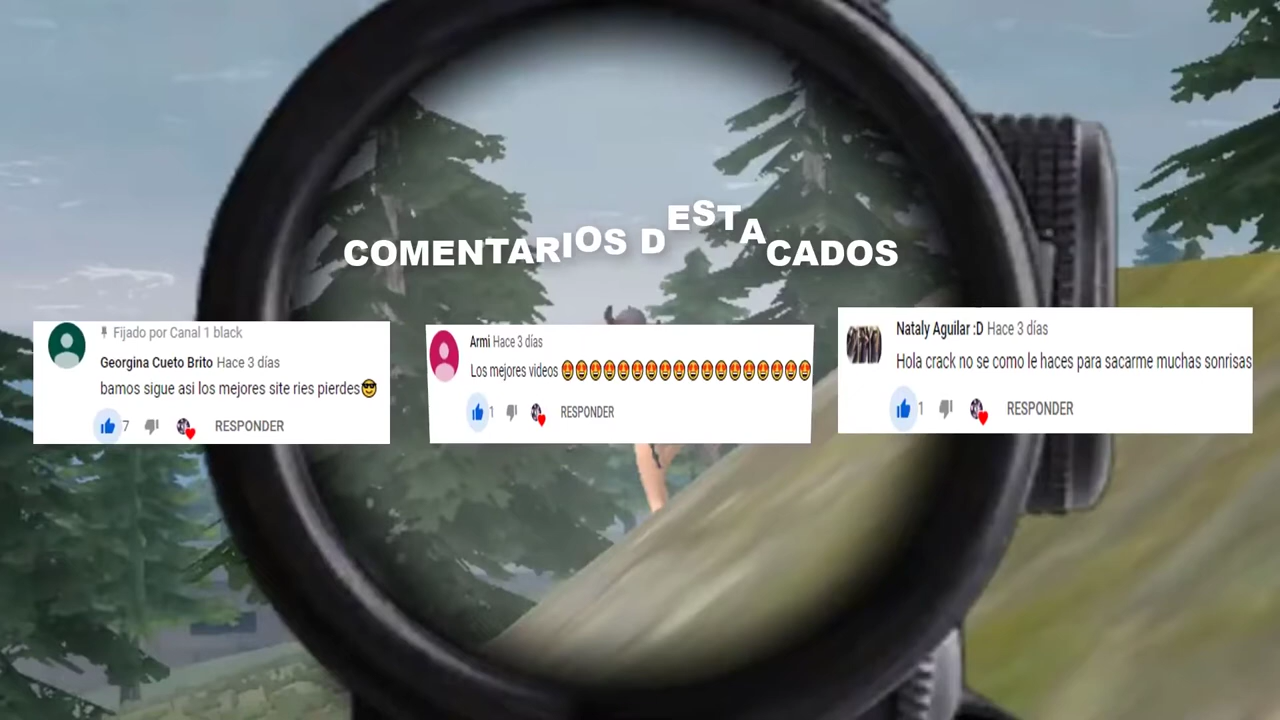 COMENTARIOS DESTACADOS
Fijado por Canal 1 black
Georgina Cueto Brito Hace 3 días
bamos sigue asi los mejores site ries pierdes😎
7 RESPONDER
Armi Hace 3 días
Los mejores videos 🤩🤩🤩🤩🤩🤩🤩🤩🤩🤩🤩🤩🤩🤩🤩🤩🤩🤩
1 RESPONDER
Nataly Aguilar :D Hace 3 días
Hola crack no se como le haces para sacarme muchas sonrisas
1 RESPONDER